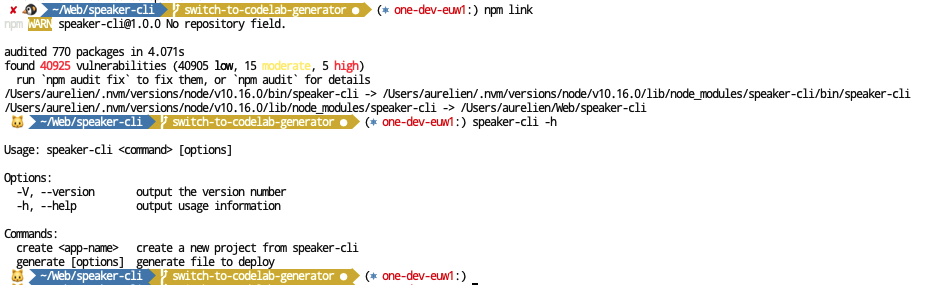 ✘ ~/Web/speaker-cli switch-to-codelab-generator ● (⎈ one-dev-euw1:) npm link
npm WARN speaker-cli@1.0.0 No repository field.
audited 770 packages in 4.071s
found 40925 vulnerabilities (40905 low, 15 moderate, 5 high)
run `npm audit fix` to fix them, or `npm audit` for details
/Users/aurelien/.nvm/versions/node/v10.16.0/bin/speaker-cli -> /Users/aurelien/.nvm/versions/node/v10.16.0/lib/node_modules/speaker-cli/bin/speaker-cli
/Users/aurelien/.nvm/versions/node/v10.16.0/lib/node_modules/speaker-cli -> /Users/aurelien/Web/speaker-cli
~/Web/speaker-cli switch-to-codelab-generator ● (⎈ one-dev-euw1:) speaker-cli -h
Usage: speaker-cli <command> [options]
Options:
-V, --version output the version number
-h, --help output usage information
Commands:
create <app-name> create a new project from speaker-cli
generate [options] generate file to deploy
~/Web/speaker-cli switch-to-codelab-generator ● (⎈ one-dev-euw1:)